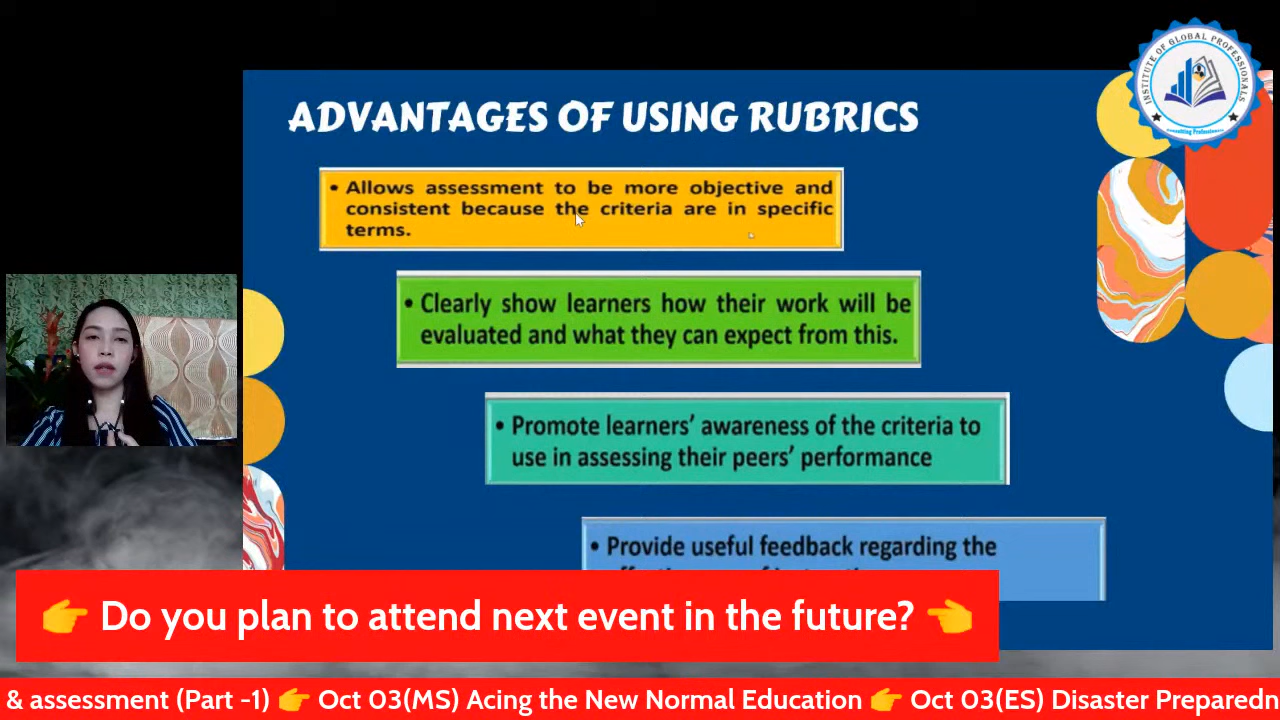 INSTITUTE OF GLOBAL PROFESSIONALS
ADVANTAGES OF USING RUBRICS
• Allows assessment to be more objective and
consistent because the criteria are in specific
terms.
• Clearly show learners how their work will be
evaluated and what they can expect from this.
• Promote learners’ awareness of the criteria to
use in assessing their peers’ performance
• Provide useful feedback regarding the
👉 Do you plan to attend next event in the future? 👈
& assessment (Part -1) 👉 Oct 03(MS) Acing the New Normal Education 👉 Oct 03(ES) Disaster Preparedn